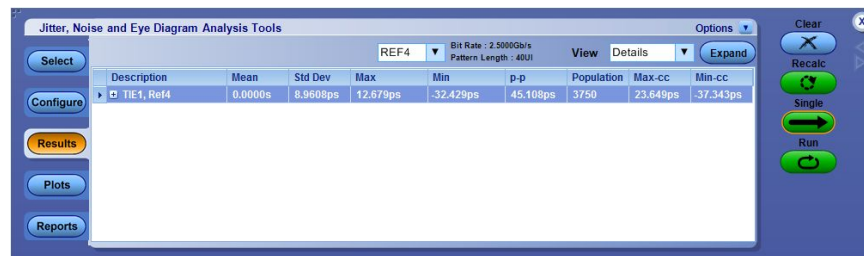 Jitter, Noise and Eye Diagram Analysis Tools
Options
Clear
Select
REF4
Bit Rate : 2.5000Gb/s
Pattern Length : 40UI
View
Details
Expand
Recalc
Description Mean Std Dev Max Min p-p Population Max-cc Min-cc
TIE1, Ref4 0.0000s 8.9608ps 12.679ps -32.429ps 45.108ps 3750 23.649ps -37.343ps
Configure
Single
Results
Run
Plots
Reports